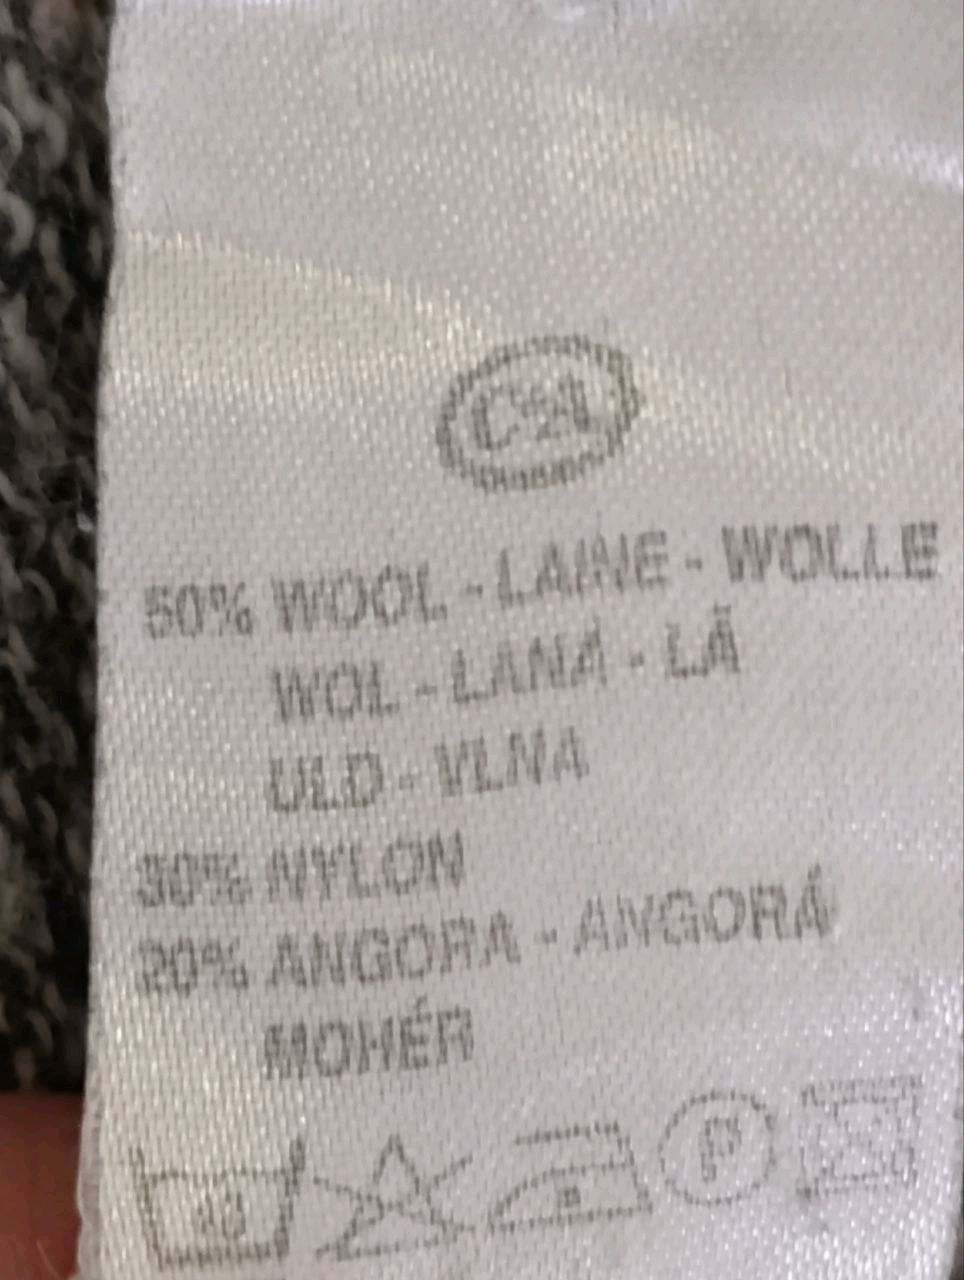 C&A
50% WOOL - LAINE - WOLLE
WOL - LANA - LÃ
ULD - VLNA
30% NYLON
20% ANGORA - ANGORÁ
MOHÉR
P